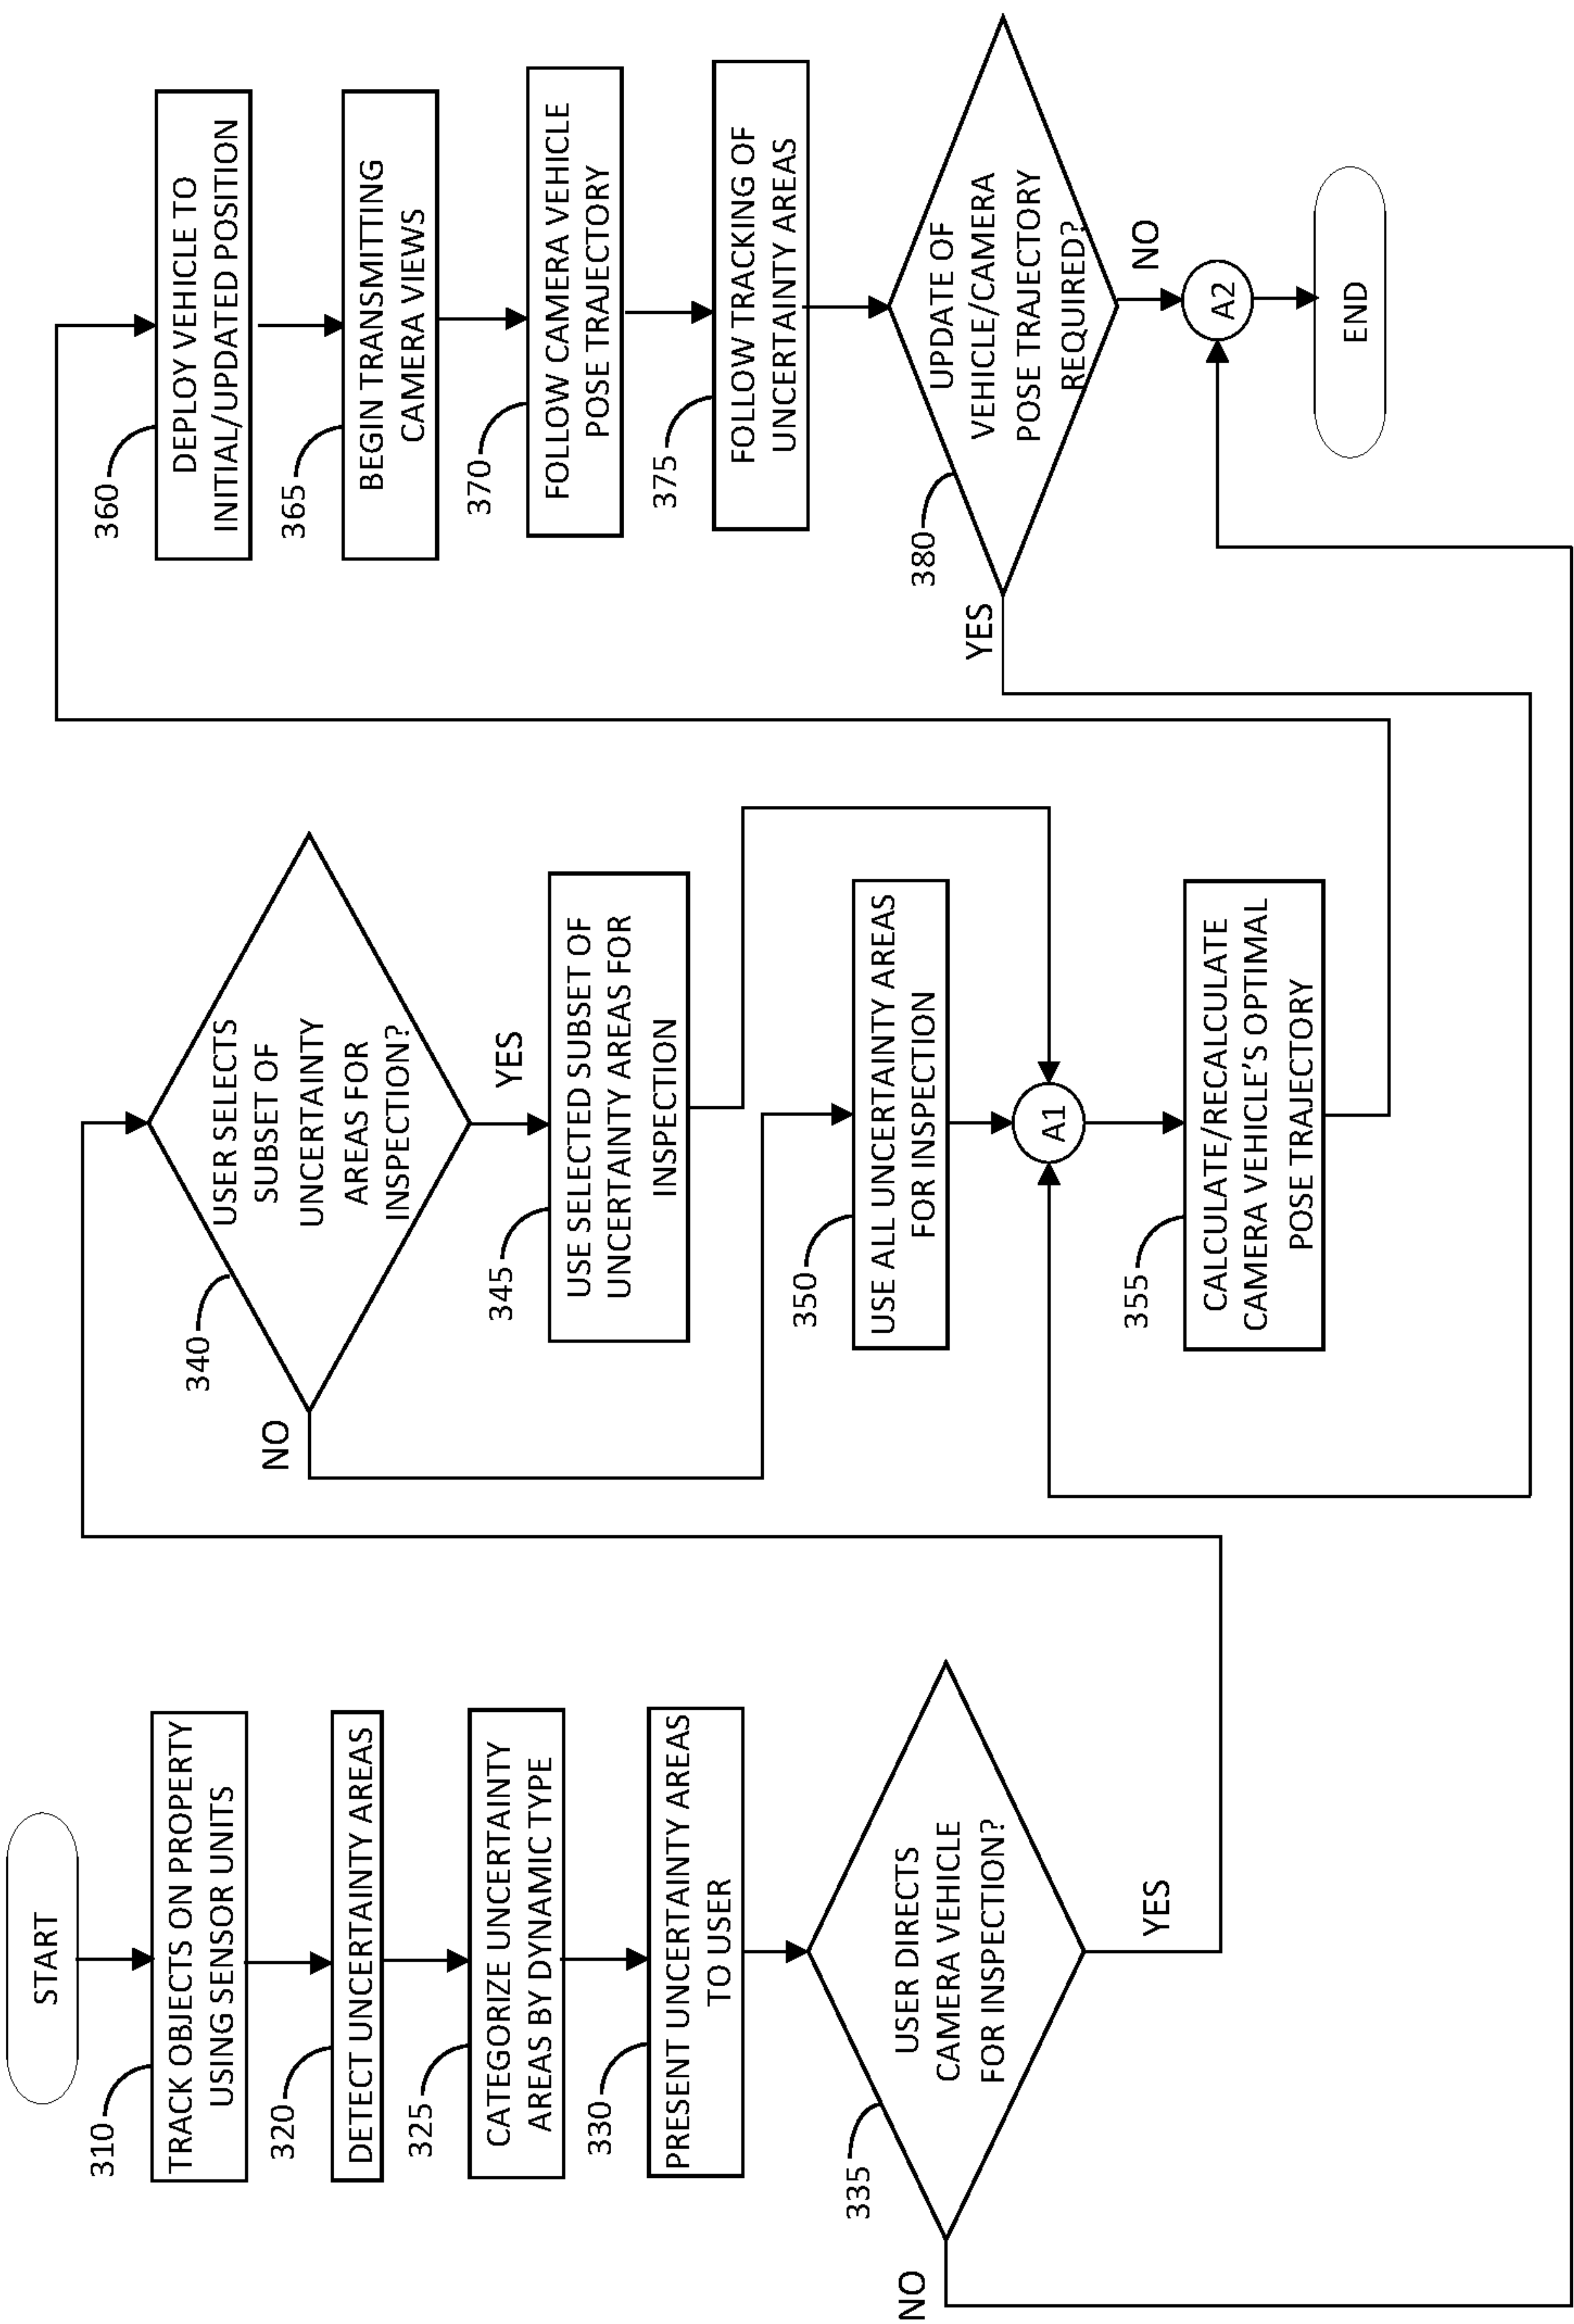 START
310
TRACK OBJECTS ON PROPERTY
USING SENSOR UNITS
320
DETECT UNCERTAINTY AREAS
325
CATEGORIZE UNCERTAINTY
AREAS BY DYNAMIC TYPE
330
PRESENT UNCERTAINTY AREAS
TO USER
335
USER DIRECTS
CAMERA VEHICLE
FOR INSPECTION?
NO
YES
340
USER SELECTS
SUBSET OF
UNCERTAINTY
AREAS FOR
INSPECTION?
NO
YES
345
USE SELECTED SUBSET OF
UNCERTAINTY AREAS FOR
INSPECTION
350
USE ALL UNCERTAINTY AREAS
FOR INSPECTION
A1
355
CALCULATE/RECALCULATE
CAMERA VEHICLE'S OPTIMAL
POSE TRAJECTORY
360
DEPLOY VEHICLE TO
INITIAL/UPDATED POSITION
365
BEGIN TRANSMITTING
CAMERA VIEWS
370
FOLLOW CAMERA VEHICLE
POSE TRAJECTORY
375
FOLLOW TRACKING OF
UNCERTAINTY AREAS
380
UPDATE OF
VEHICLE/CAMERA
POSE TRAJECTORY
REQUIRED?
YES
NO
A2
END